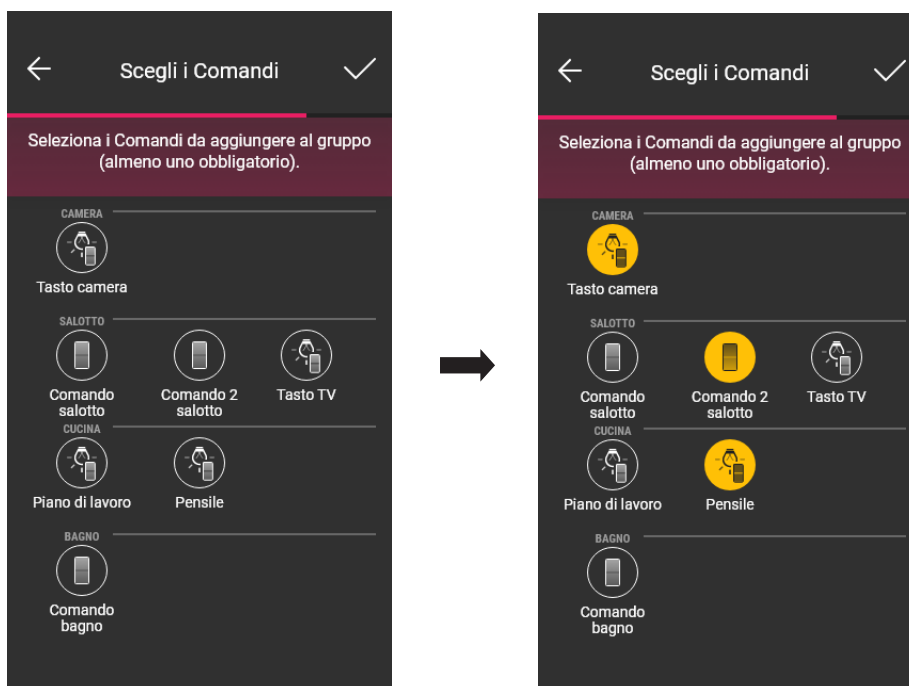 Scegli i Comandi
Seleziona i Comandi da aggiungere al gruppo
(almeno uno obbligatorio).
CAMERA
Tasto camera
SALOTTO
Comando
salotto
Comando 2
salotto
Tasto TV
CUCINA
Piano di lavoro
Pensile
BAGNO
Comando
bagno
Scegli i Comandi
Seleziona i Comandi da aggiungere al gruppo
(almeno uno obbligatorio).
CAMERA
Tasto camera
SALOTTO
Comando
salotto
Comando 2
salotto
Tasto TV
CUCINA
Piano di lavoro
Pensile
BAGNO
Comando
bagno